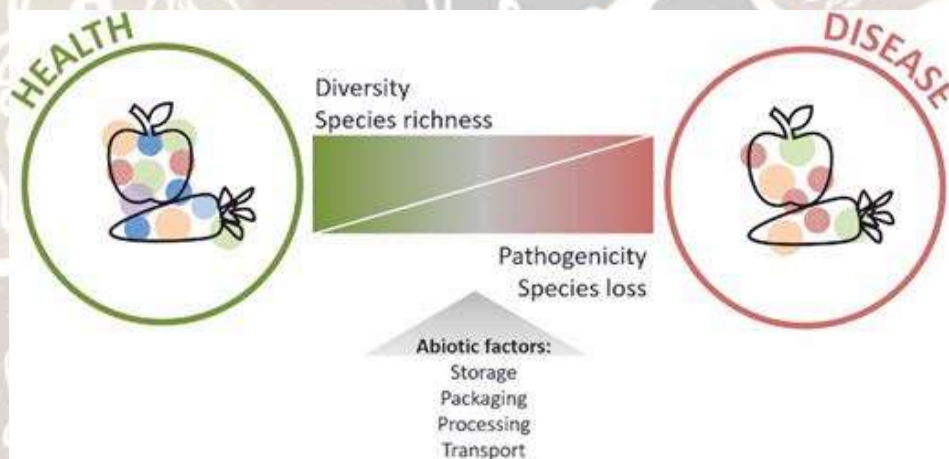 HEALTH
DISEASE
Diversity
Species richness
Pathogenicity
Species loss
Abiotic factors:
Storage
Packaging
Processing
Transport